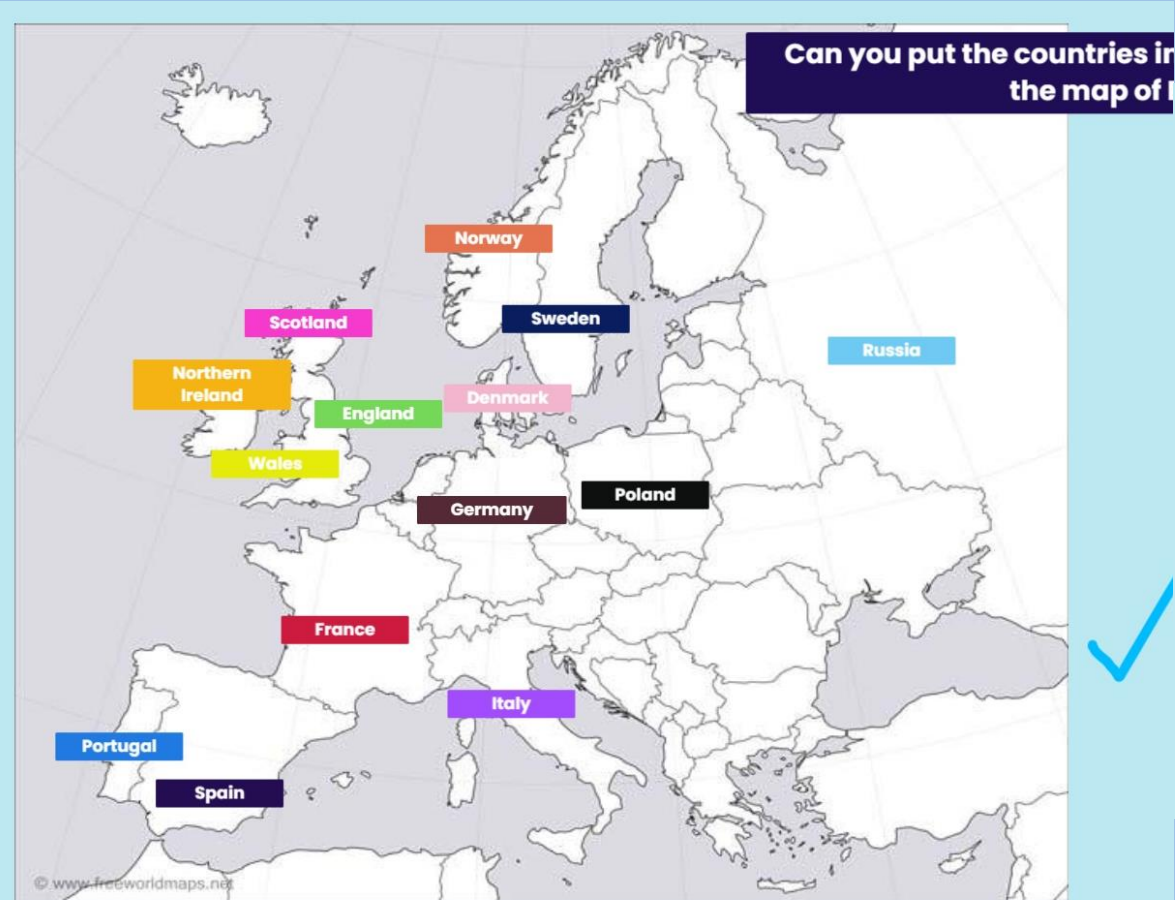 Can you put the countries in
the map of
Norway
Scotland
Sweden
Russia
Northern
Ireland
Denmark
England
Wales
Poland
Germany
France
Italy
Portugal
Spain
© www.freeworldmaps.net